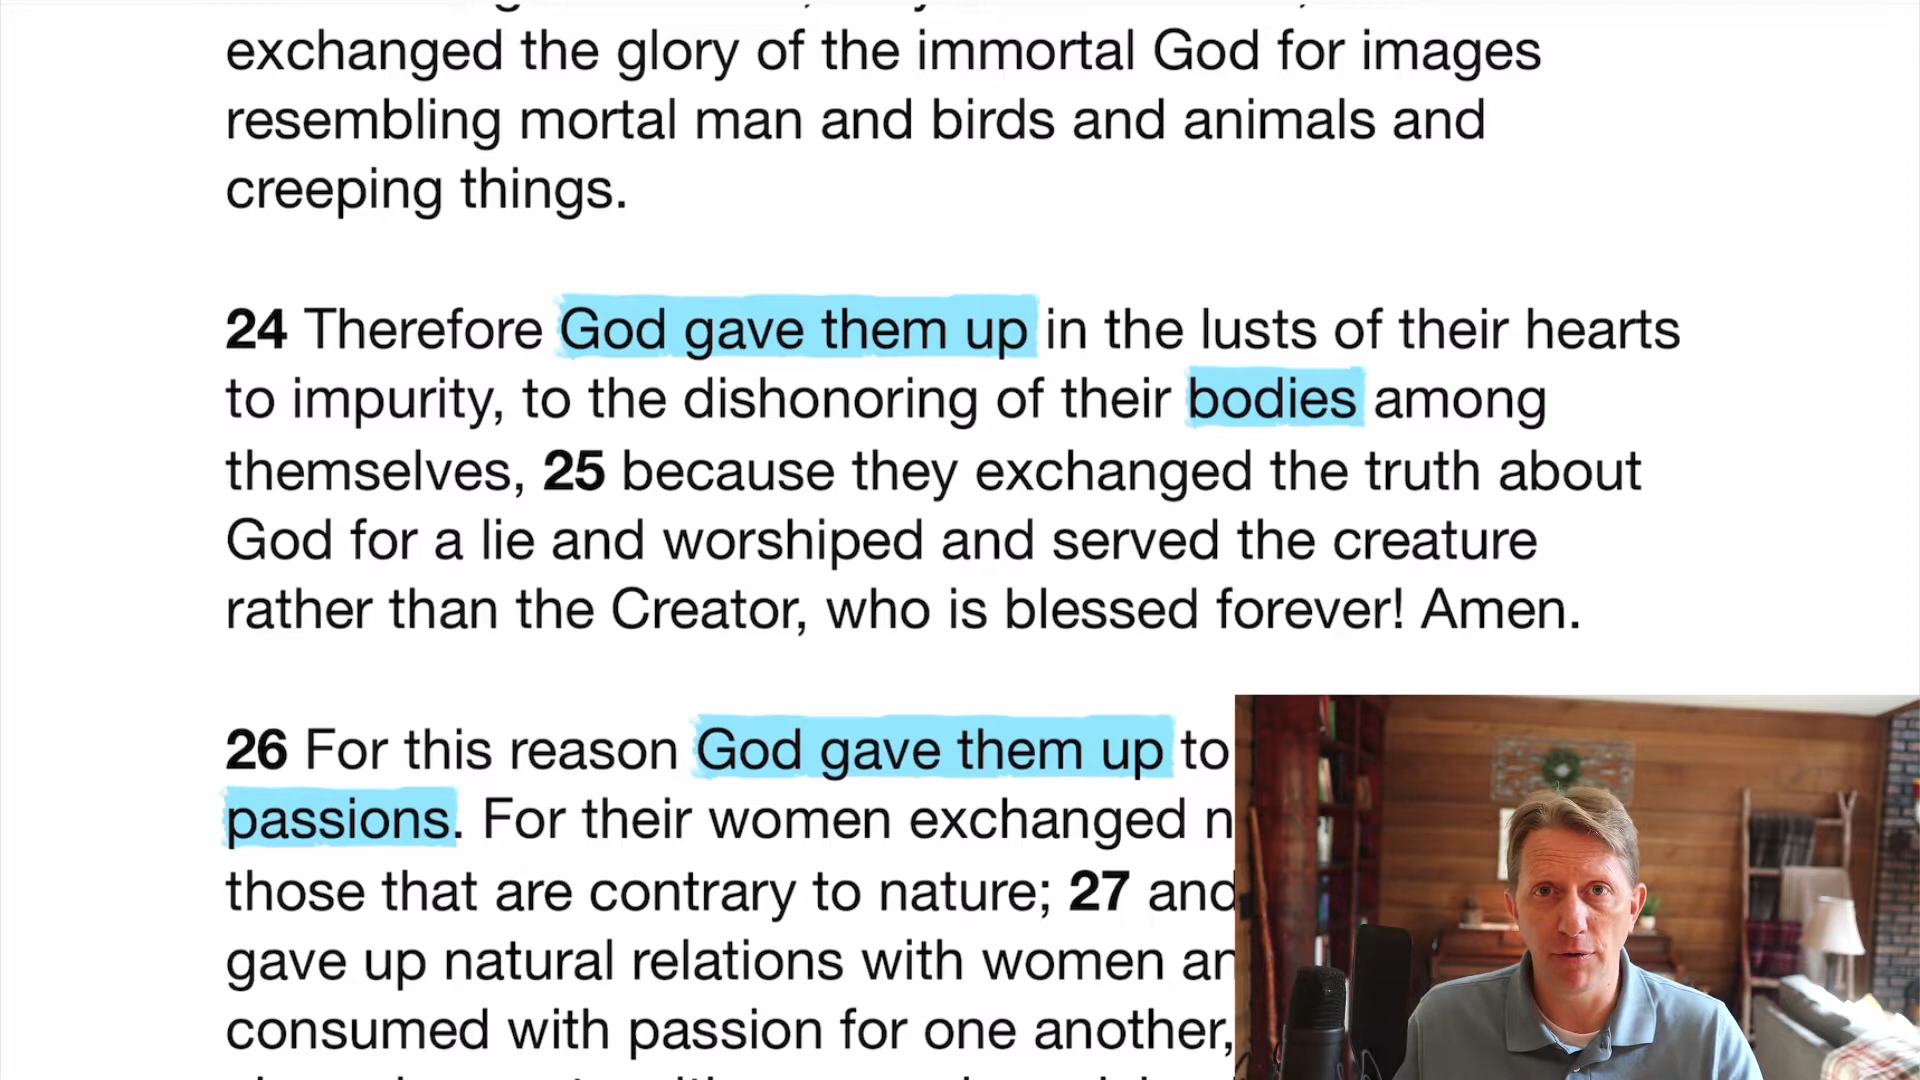 exchanged the glory of the immortal God for images
resembling mortal man and birds and animals and
creeping things.
24 Therefore God gave them up in the lusts of their hearts
to impurity, to the dishonoring of their bodies among
themselves, 25 because they exchanged the truth about
God for a lie and worshiped and served the creature
rather than the Creator, who is blessed forever! Amen.
26 For this reason God gave them up to
passions. For their women exchanged
those that are contrary to nature; 27 and
gave up natural relations with women
consumed with passion for one another,